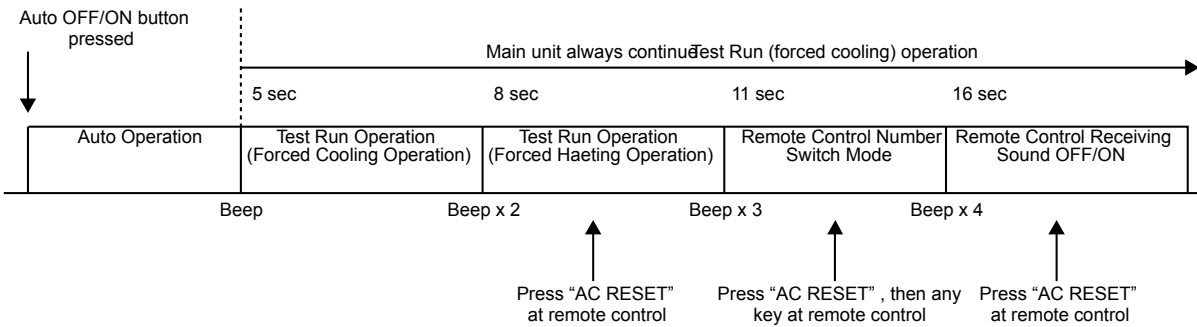 Auto OFF/ON button
pressed
Main unit always continueTest Run (forced cooling) operation
5 sec
8 sec
11 sec
16 sec
Auto Operation
Test Run Operation
(Forced Cooling Operation)
Test Run Operation
(Forced Haeting Operation)
Remote Control Number
Switch Mode
Remote Control Receiving
Sound OFF/ON
Beep
Beep x 2
Beep x 3
Beep x 4
Press “AC RESET”
at remote control
Press “AC RESET” , then any
key at remote control
Press “AC RESET”
at remote control